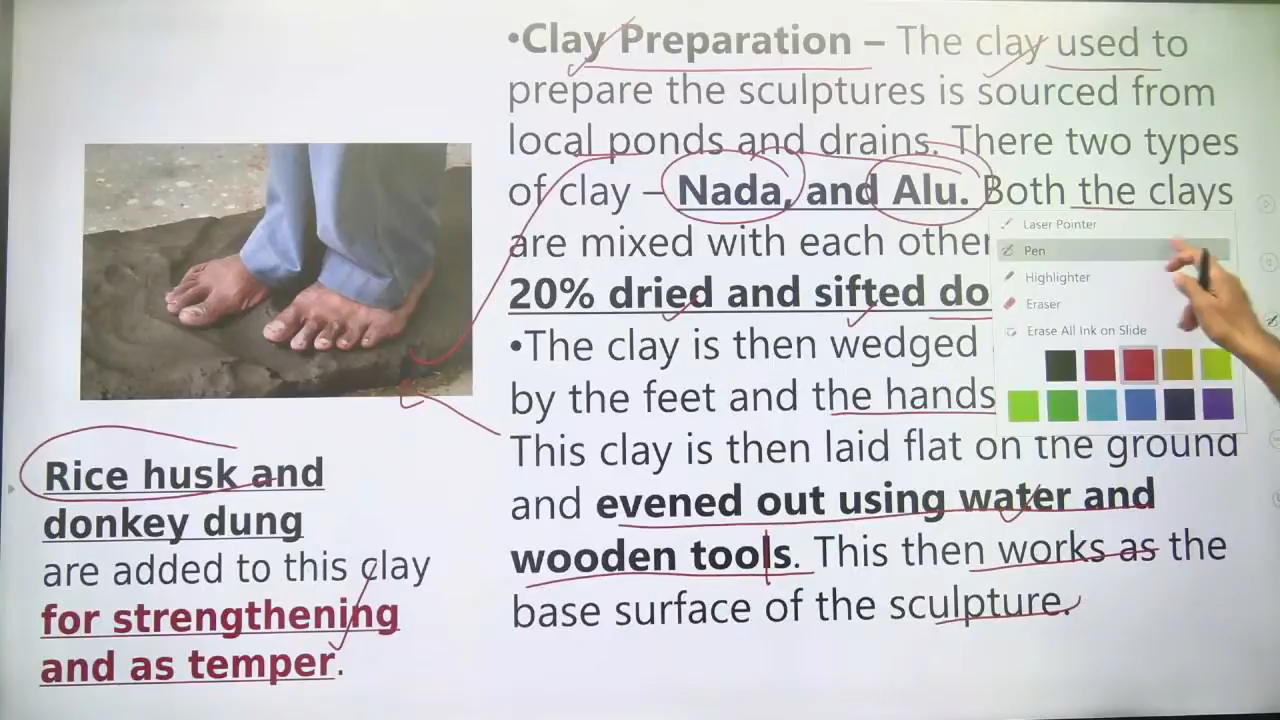 •Clay Preparation – The clay used to
prepare the sculptures is sourced from
local ponds and drains. There two types
of clay – Nada, and Alu. Both the clays
are mixed with each other
20% dried and sifted do
•The clay is then wedged
by the feet and the hands
This clay is then laid flat on the ground
and evened out using water and
wooden tools. This then works as the
base surface of the sculpture.
Laser Pointer
Pen
Highlighter
Eraser
Erase All Ink on Slide
Rice husk and
donkey dung
are added to this clay
for strengthening
and as temper.